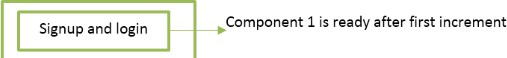 Signup and login
Component 1 is ready after first increment